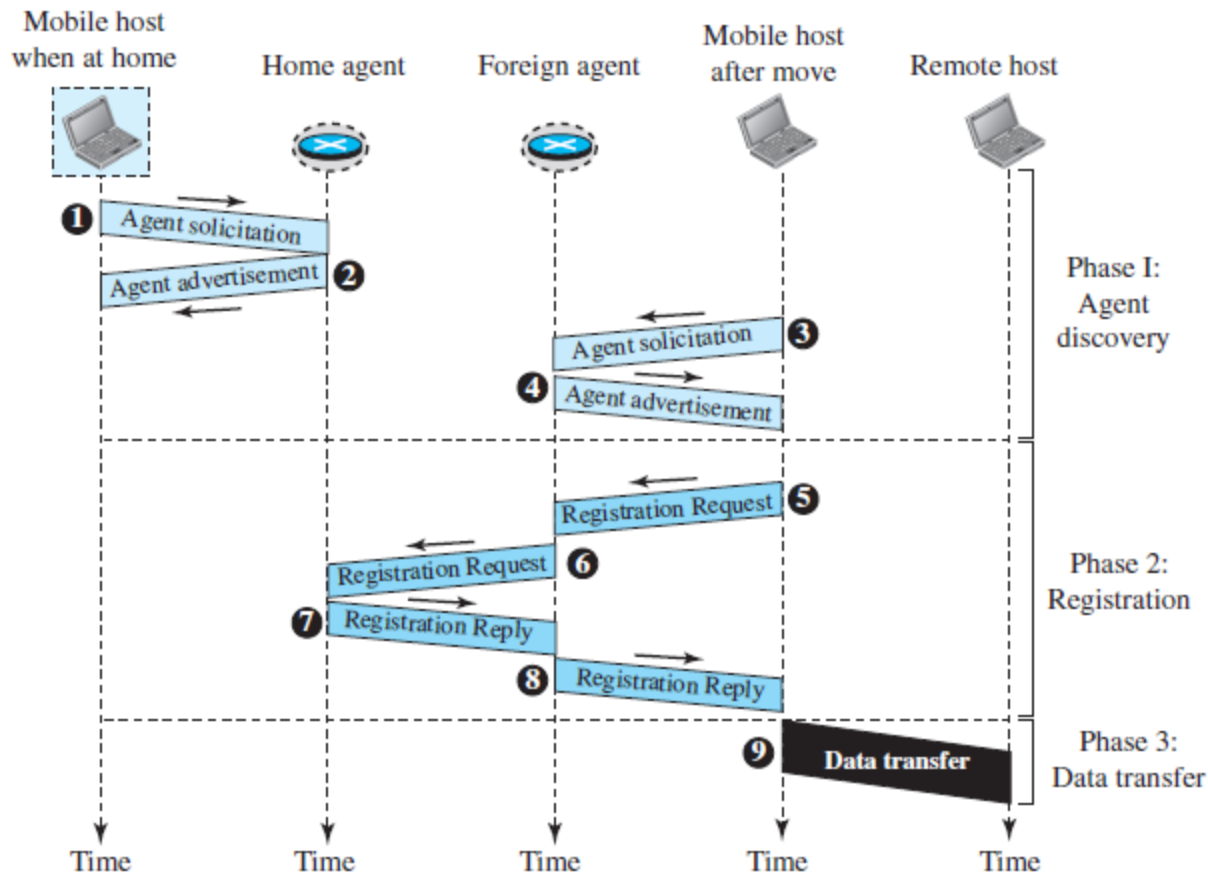 Mobile host
when at home
Home agent
Foreign agent
Mobile host
after move
Remote host
1
Agent solicitation
Agent advertisement
2
Agent solicitation
3
4
Agent advertisement
Phase I:
Agent
discovery
Registration Request
5
Registration Request
6
7
Registration Reply
8
Registration Reply
Phase 2:
Registration
9
Data transfer
Phase 3:
Data transfer
Time
Time
Time
Time
Time